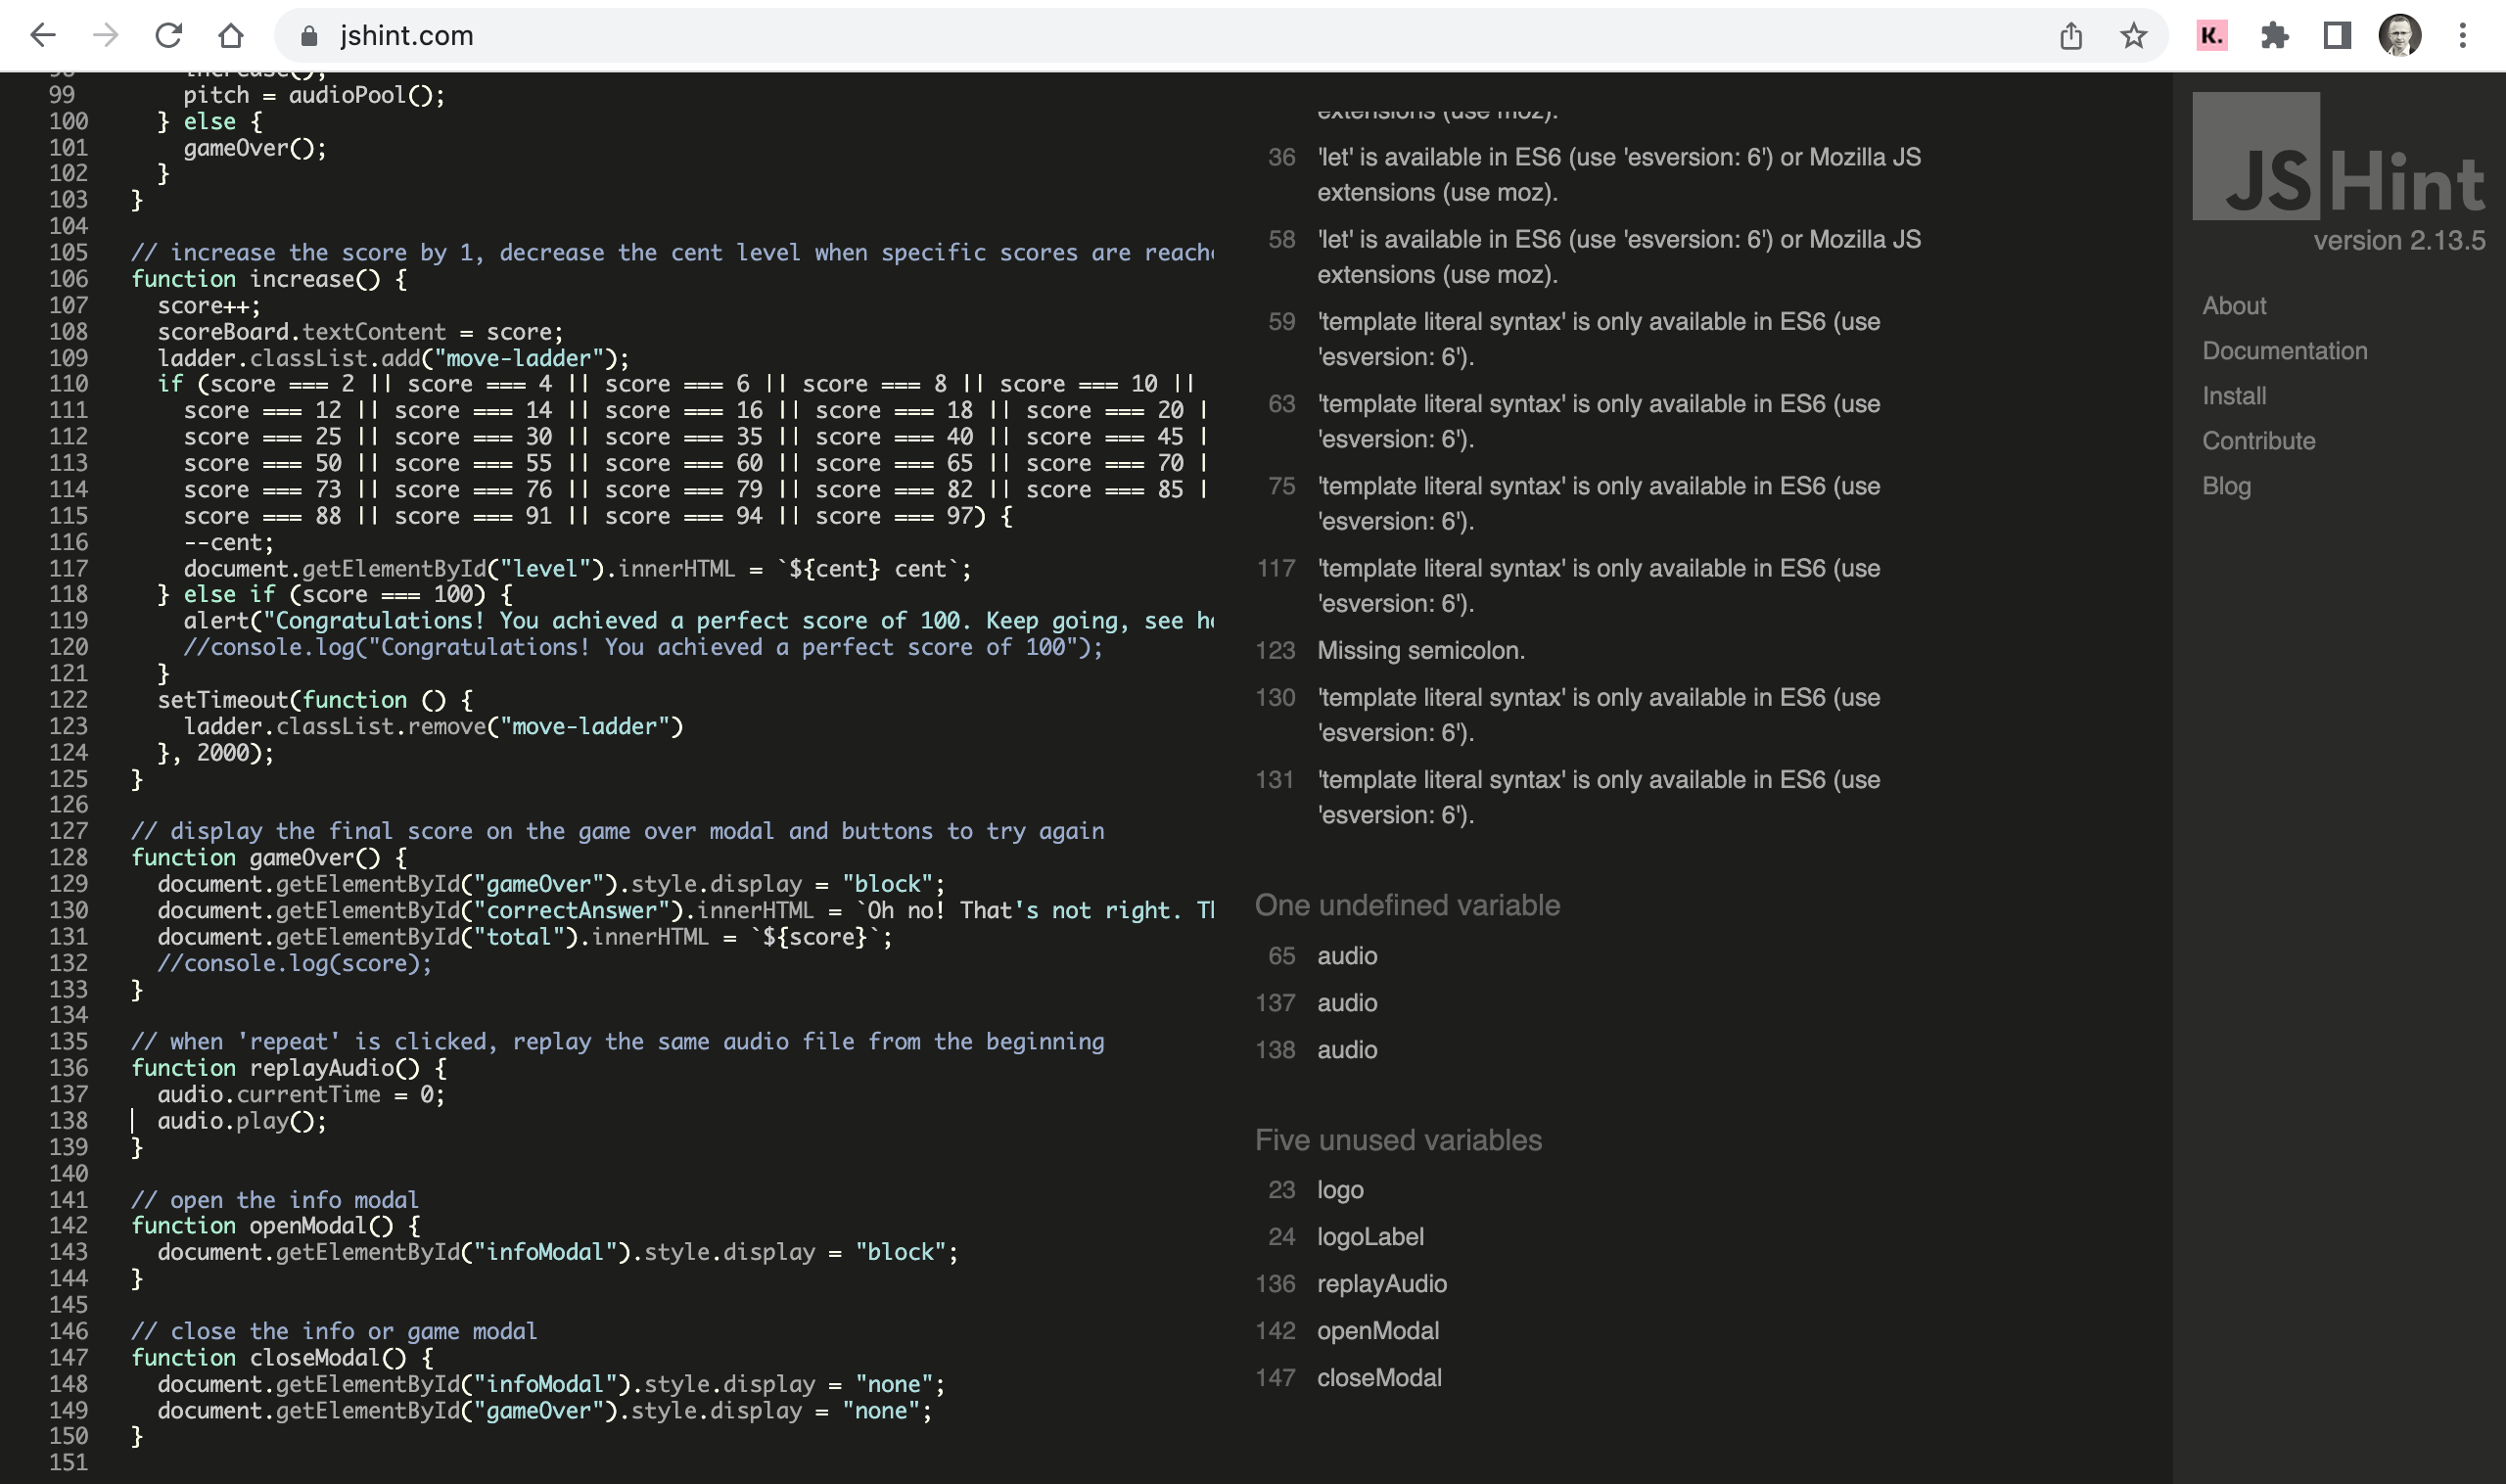 jshint.com
K.
increase();
99 pitch = audioPool();
100 } else {
101 gameOver();
102 }
103 }
104
105 // increase the score by 1, decrease the cent level when specific scores are
106 function increase() {
107 score++;
108 scoreBoard.textContent = score;
109 ladder.classList.add("move-ladder");
110 if (score === 2 || score === 4 || score === 6 || score === 8 || score === 10 ||
111 score === 12 || score === 14 || score === 16 || score === 18 || score === 20 |
112 score === 25 || score === 30 || score === 35 || score === 40 || score === 45 |
113 score === 50 || score === 55 || score === 60 || score === 65 || score === 70 |
114 score === 73 || score === 76 || score === 79 || score === 82 || score === 85 |
115 score === 88 || score === 91 || score === 94 || score === 97) {
116 --cent;
117 document.getElementById("level").innerHTML = `${cent} cent`;
118 } else if (score === 100) {
119 alert("Congratulations! You achieved a perfect score of 100. Keep going, see
120 //console.log("Congratulations! You achieved a perfect score of 100");
121 }
122 setTimeout(function () {
123 ladder.classList.remove("move-ladder")
124 }, 2000);
125 }
126
127 // display the final score on the game over modal and buttons to try again
128 function gameOver() {
129 document.getElementById("gameOver").style.display = "block";
130 document.getElementById("correctAnswer").innerHTML = `Oh no! That's not right.
131 document.getElementById("total").innerHTML = `${score}`;
132 //console.log(score);
133 }
134
135 // when 'repeat' is clicked, replay the same audio file from the beginning
136 function replayAudio() {
137 audio.currentTime = 0;
138 audio.play();
139 }
140
141 // open the info modal
142 function openModal() {
143 document.getElementById("infoModal").style.display = "block";
144 }
145
146 // close the info or game modal
147 function closeModal() {
148 document.getElementById("infoModal").style.display = "none";
149 document.getElementById("gameOver").style.display = "none";
150 }
151
extensions (use moz).
36 'let' is available in ES6 (use 'esversion: 6') or Mozilla JS
extensions (use moz).
58 'let' is available in ES6 (use 'esversion: 6') or Mozilla JS
extensions (use moz).
59 'template literal syntax' is only available in ES6 (use
'esversion: 6').
63 'template literal syntax' is only available in ES6 (use
'esversion: 6').
75 'template literal syntax' is only available in ES6 (use
'esversion: 6').
117 'template literal syntax' is only available in ES6 (use
'esversion: 6').
123 Missing semicolon.
130 'template literal syntax' is only available in ES6 (use
'esversion: 6').
131 'template literal syntax' is only available in ES6 (use
'esversion: 6').
One undefined variable
65 audio
137 audio
138 audio
Five unused variables
23 logo
24 logoLabel
136 replayAudio
142 openModal
147 closeModal
JSHint
version 2.13.5
About
Documentation
Install
Contribute
Blog